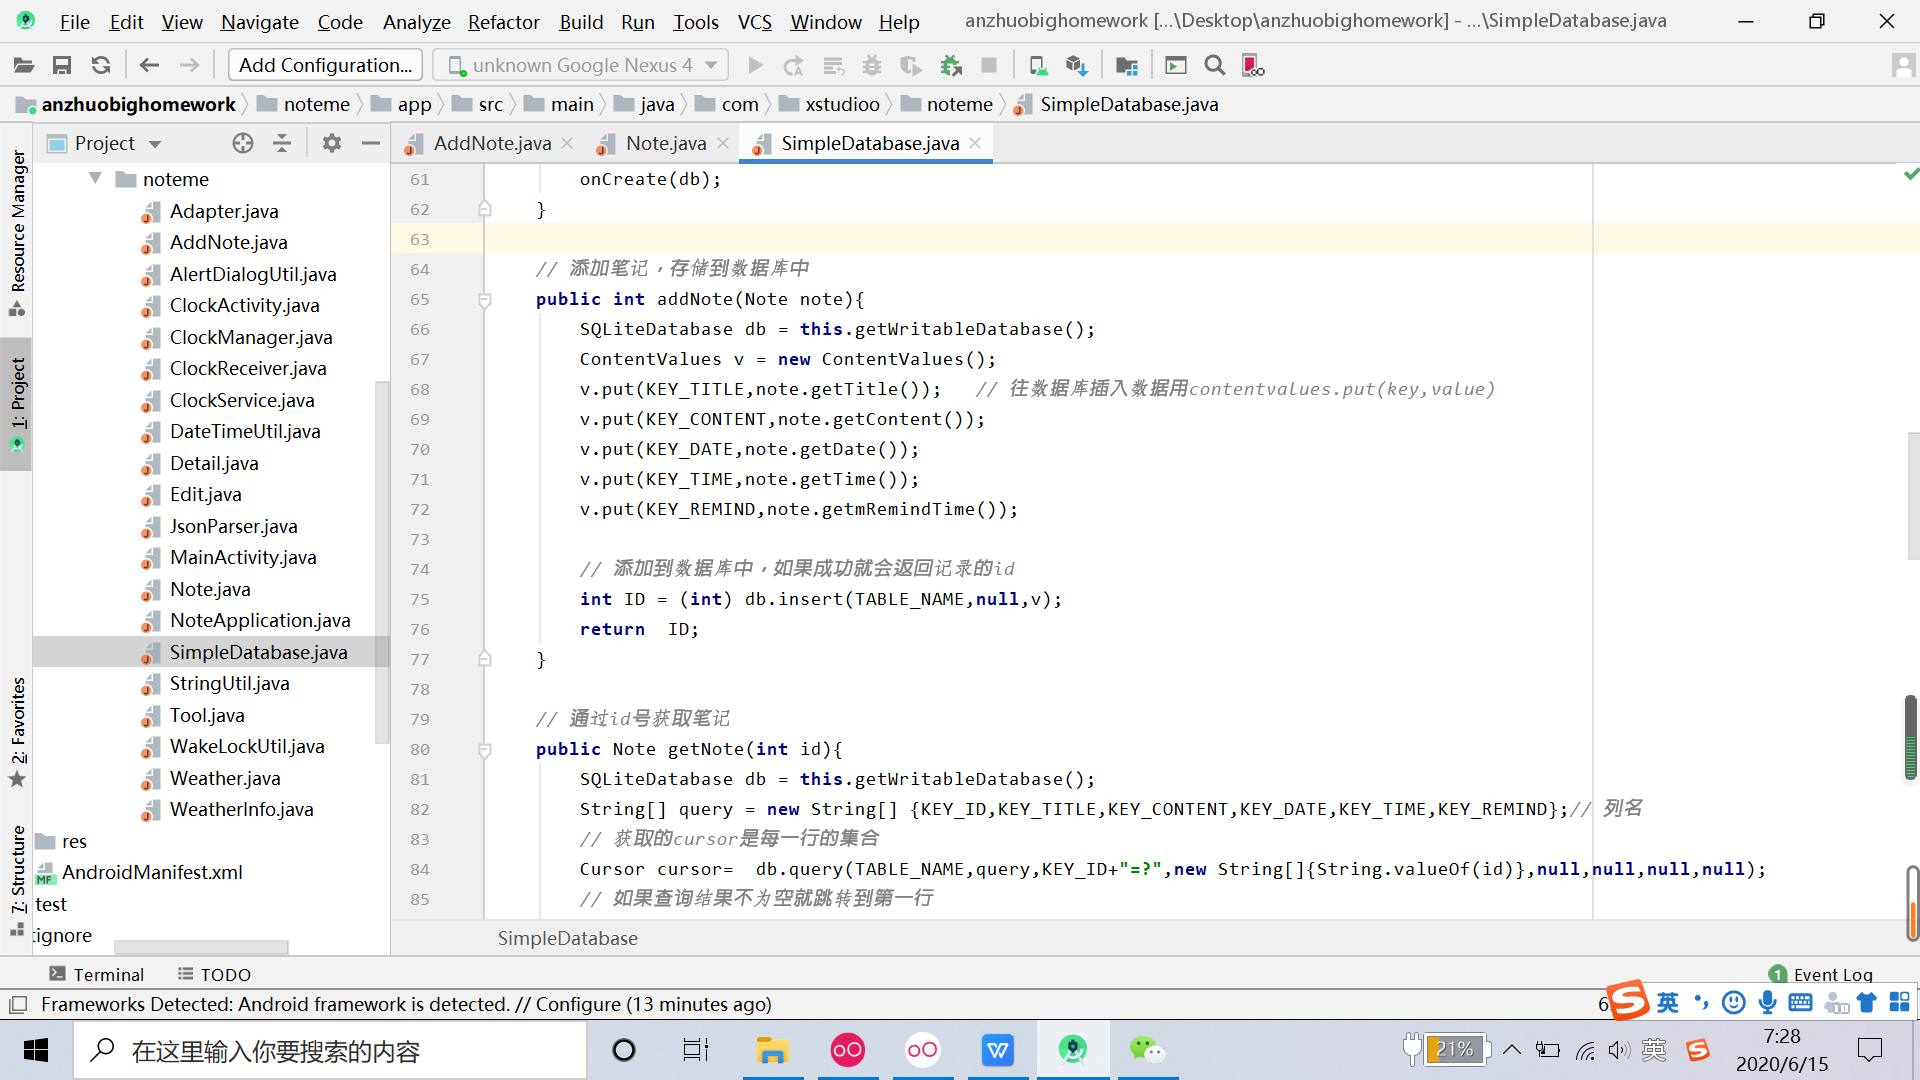 File Edit View Navigate Code Analyze Refactor Build Run Tools VCS Window Help anzhuobighomework [...\Desktop\anzhuobighomework] - ...\SimpleDatabase.java
Add Configuration... unknown Google Nexus 4
anzhuobighomework noteme app src main java com xstudioo noteme SimpleDatabase.java
Project AddNote.java Note.java SimpleDatabase.java
Resource Manager
1: Project
2: Favorites
7: Structure
noteme
Adapter.java
AddNote.java
AlertDialogUtil.java
ClockActivity.java
ClockManager.java
ClockReceiver.java
ClockService.java
DateTimeUtil.java
Detail.java
Edit.java
JsonParser.java
MainActivity.java
Note.java
NoteApplication.java
SimpleDatabase.java
StringUtil.java
Tool.java
WakeLockUtil.java
Weather.java
WeatherInfo.java
res
MF AndroidManifest.xml
test
tignore
61 onCreate(db);
62 }
63
64 // 添加笔记，存储到数据库中
65 public int addNote(Note note){
66 SQLiteDatabase db = this.getWritableDatabase();
67 ContentValues v = new ContentValues();
68 v.put(KEY_TITLE,note.getTitle()); // 往数据库插入数据用contentvalues.put(key,value)
69 v.put(KEY_CONTENT,note.getContent());
70 v.put(KEY_DATE,note.getDate());
71 v.put(KEY_TIME,note.getTime());
72 v.put(KEY_REMIND,note.getmRemindTime());
73
74 // 添加到数据库中，如果成功就会返回记录的id
75 int ID = (int) db.insert(TABLE_NAME,null,v);
76 return  ID;
77 }
78
79 // 通过id号获取笔记
80 public Note getNote(int id){
81 SQLiteDatabase db = this.getWritableDatabase();
82 String[] query = new String[] {KEY_ID,KEY_TITLE,KEY_CONTENT,KEY_DATE,KEY_TIME,KEY_REMIND};// 列名
83 // 获取的cursor是每一行的集合
84 Cursor cursor=  db.query(TABLE_NAME,query,KEY_ID+"=?",new String[]{String.valueOf(id)},null,null,null,null);
85 // 如果查询结果不为空就跳转到第一行
SimpleDatabase
Terminal TODO 1 Event Log
Frameworks Detected: Android framework is detected. // Configure (13 minutes ago) 6 英
在这里输入你要搜索的内容 21% 英 7:28
2020/6/15